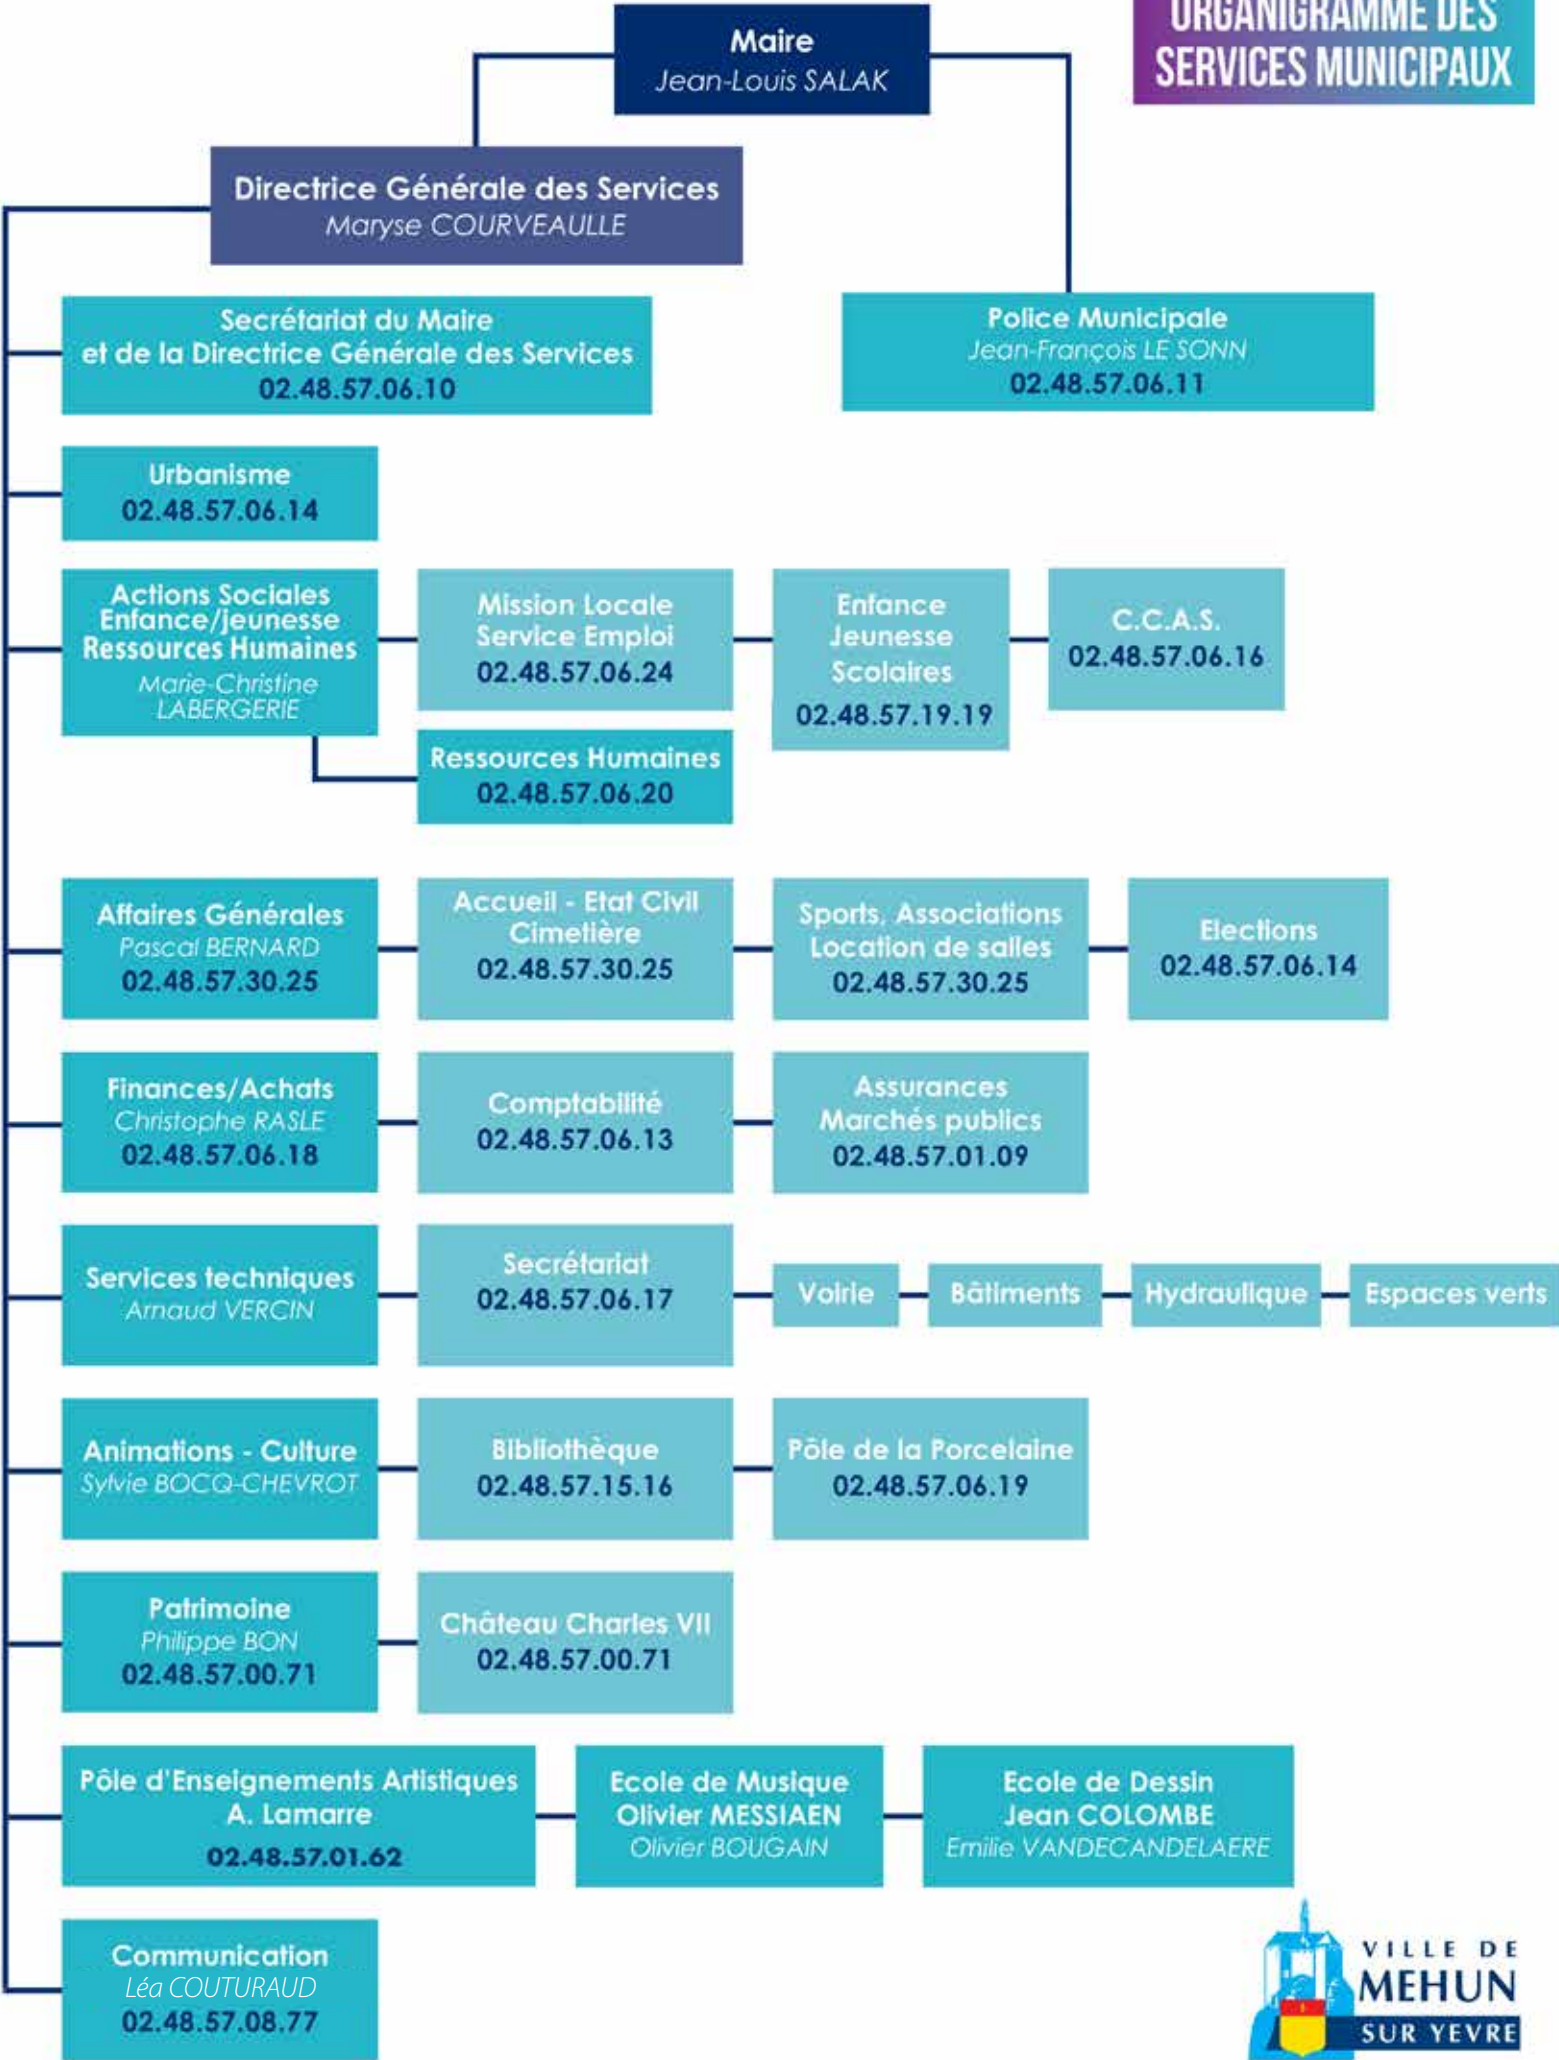 ORGANIGRAMME DES
SERVICES MUNICIPAUX
Maire
Jean-Louis SALAK
Directrice Générale des Services
Maryse COURVEAULLE
Secrétariat du Maire
et de la Directrice Générale des Services
02.48.57.06.10
Police Municipale
Jean-François LE SONN
02.48.57.06.11
Urbanisme
02.48.57.06.14
Actions Sociales
Enfance/jeunesse
Ressources Humaines
Marie-Christine
LABERGERIE
Mission Locale
Service Emploi
02.48.57.06.24
Enfance
Jeunesse
Scolaires
02.48.57.19.19
C.C.A.S.
02.48.57.06.16
Ressources Humaines
02.48.57.06.20
Affaires Générales
Pascal BERNARD
02.48.57.30.25
Accueil - Etat Civil
Cimetière
02.48.57.30.25
Sports, Associations
Location de salles
02.48.57.30.25
Elections
02.48.57.06.14
Finances/Achats
Christophe RASLE
02.48.57.06.18
Comptabilité
02.48.57.06.13
Assurances
Marchés publics
02.48.57.01.09
Services techniques
Arnaud VERCIN
Secrétariat
02.48.57.06.17
Voirie
Bâtiments
Hydraulique
Espaces verts
Animations - Culture
Sylvie BOCQ-CHEVROT
Bibliothèque
02.48.57.15.16
Pôle de la Porcelaine
02.48.57.06.19
Patrimoine
Philippe BON
02.48.57.00.71
Château Charles VII
02.48.57.00.71
Pôle d'Enseignements Artistiques
A. Lamarre
02.48.57.01.62
Ecole de Musique
Olivier MESSIAEN
Olivier BOUGAIN
Ecole de Dessin
Jean COLOMBE
Emilie VANDECANDELAERE
Communication
Léa COUTURAUD
02.48.57.08.77
VILLE DE
MEHUN
SUR YEVRE